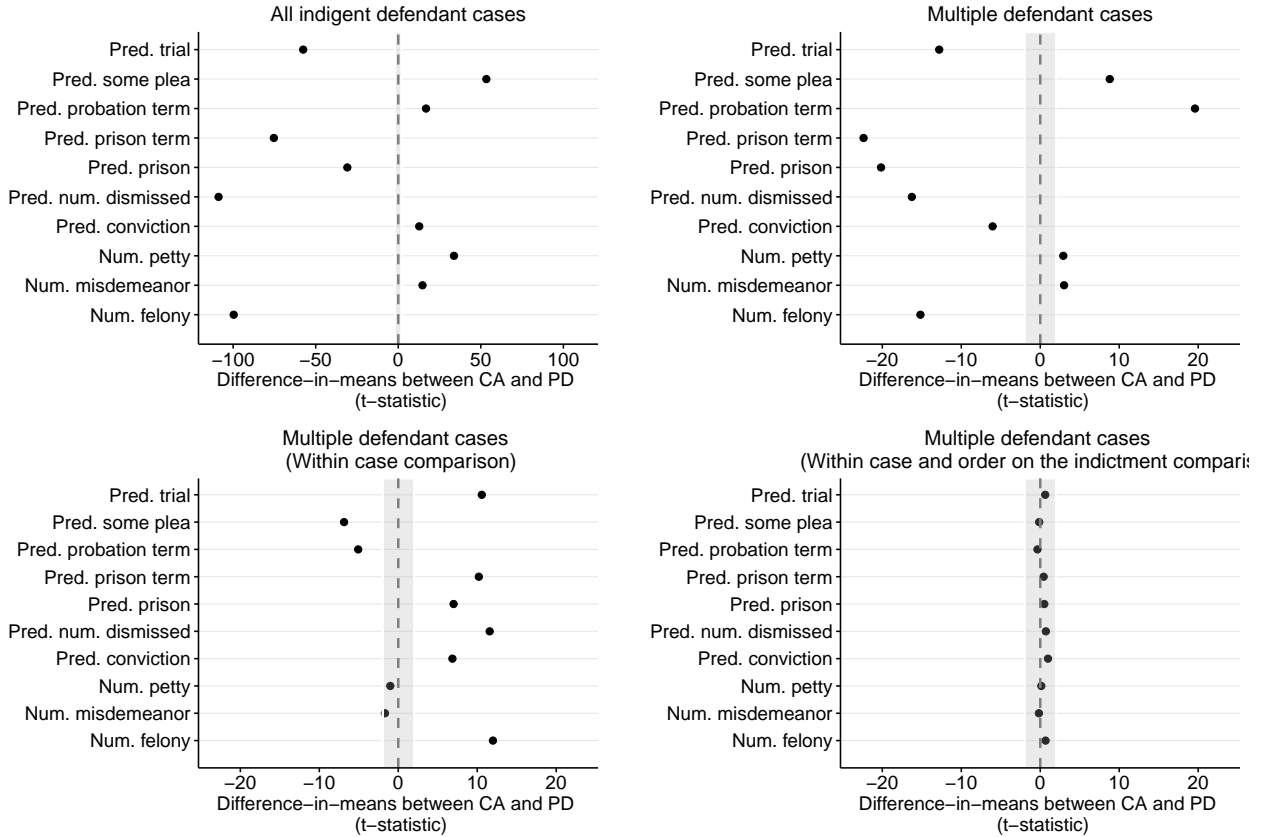 All indigent defendant cases
Pred. trial
Pred. some plea
Pred. probation term
Pred. prison term
Pred. prison
Pred. num. dismissed
Pred. conviction
Num. petty
Num. misdemeanor
Num. felony
−100 −50 0 50 100
Difference−in−means between CA and PD
(t−statistic)
Multiple defendant cases
Pred. trial
Pred. some plea
Pred. probation term
Pred. prison term
Pred. prison
Pred. num. dismissed
Pred. conviction
Num. petty
Num. misdemeanor
Num. felony
−20 −10 0 10 20
Difference−in−means between CA and PD
(t−statistic)
Multiple defendant cases
(Within case comparison)
Pred. trial
Pred. some plea
Pred. probation term
Pred. prison term
Pred. prison
Pred. num. dismissed
Pred. conviction
Num. petty
Num. misdemeanor
Num. felony
−20 −10 0 10 20
Difference−in−means between CA and PD
(t−statistic)
Multiple defendant cases
(Within case and order on the indictment comparis
Pred. trial
Pred. some plea
Pred. probation term
Pred. prison term
Pred. prison
Pred. num. dismissed
Pred. conviction
Num. petty
Num. misdemeanor
Num. felony
−20 −10 0 10 20
Difference−in−means between CA and PD
(t−statistic)